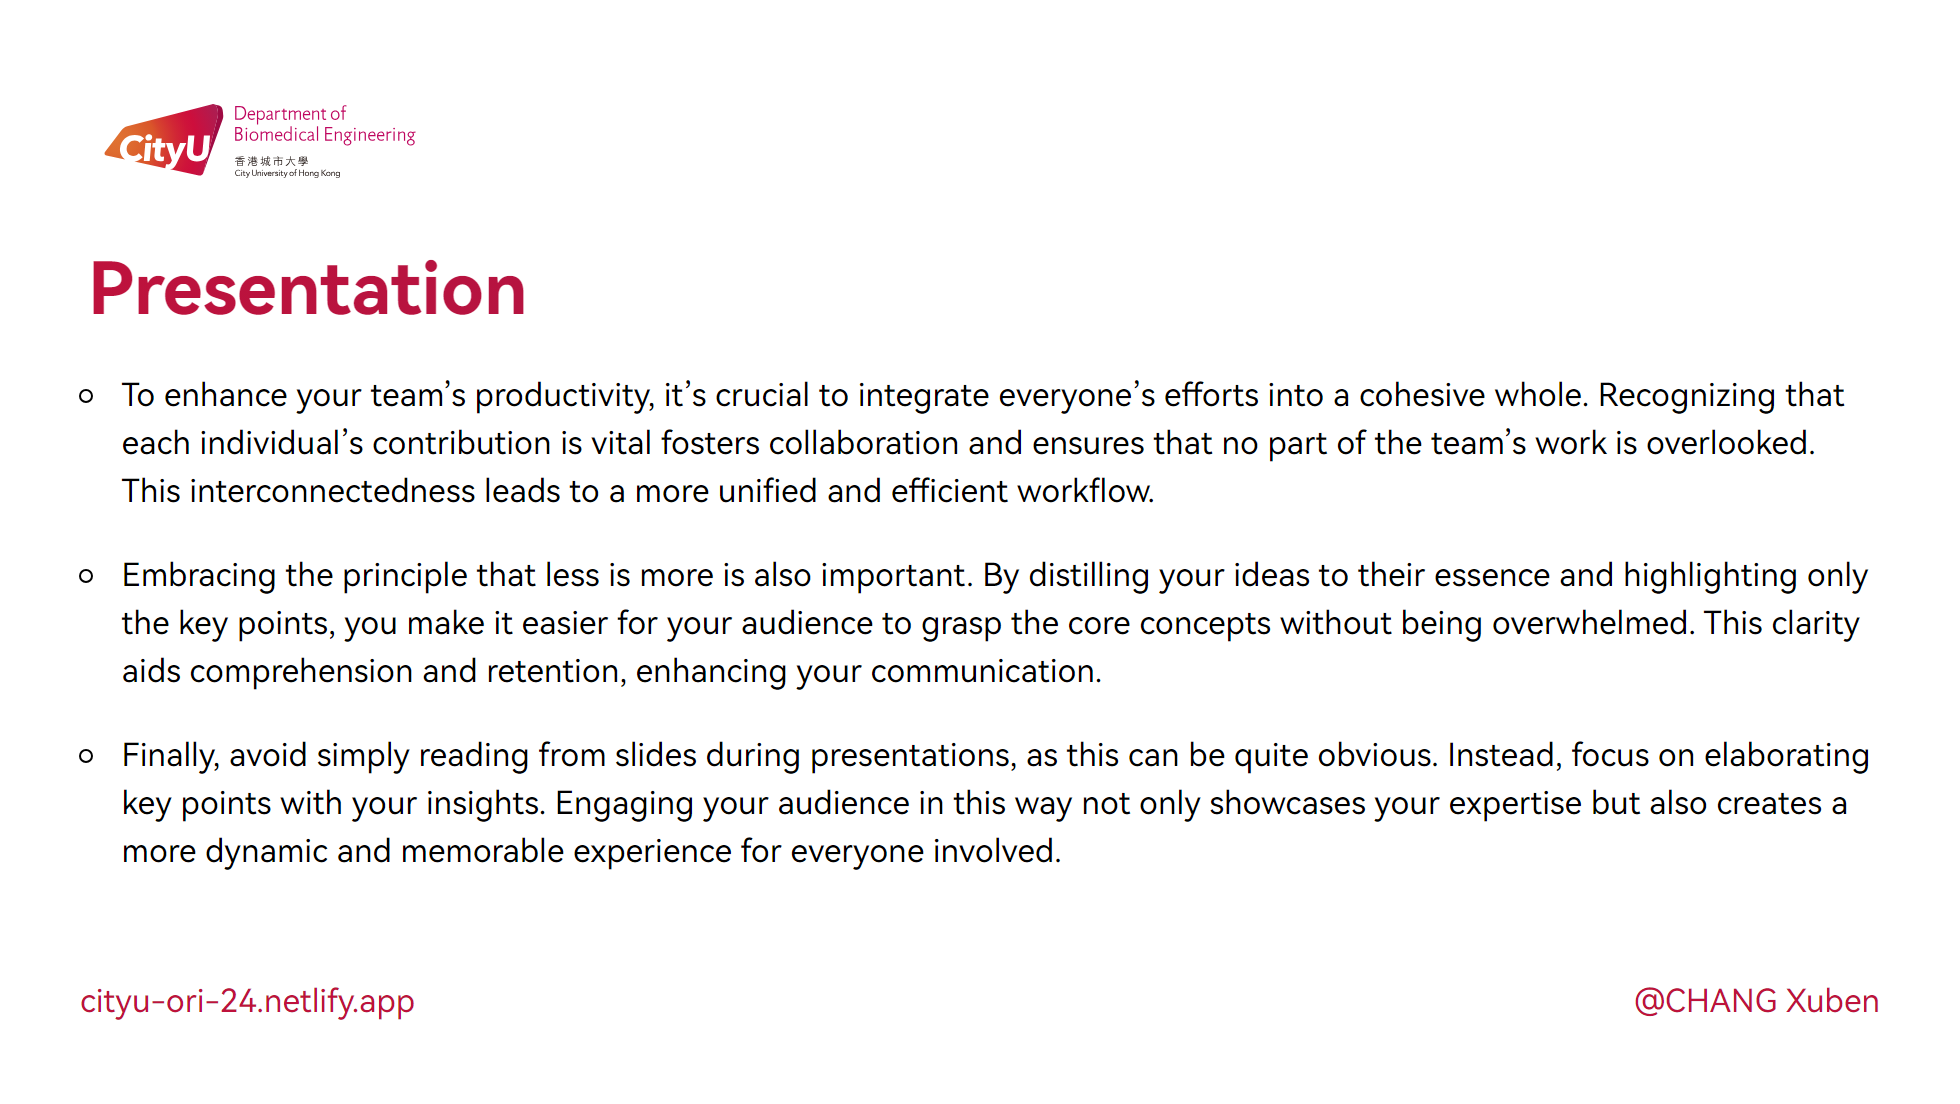 CityU
Department of
Biomedical Engineering
香港城市大學
City University of Hong Kong
Presentation
To enhance your team’s productivity, it’s crucial to integrate everyone’s efforts into a cohesive whole. Recognizing that
each individual’s contribution is vital fosters collaboration and ensures that no part of the team’s work is overlooked.
This interconnectedness leads to a more unified and efficient workflow.
Embracing the principle that less is more is also important. By distilling your ideas to their essence and highlighting only
the key points, you make it easier for your audience to grasp the core concepts without being overwhelmed. This clarity
aids comprehension and retention, enhancing your communication.
Finally, avoid simply reading from slides during presentations, as this can be quite obvious. Instead, focus on elaborating
key points with your insights. Engaging your audience in this way not only showcases your expertise but also creates a
more dynamic and memorable experience for everyone involved.
cityu-ori-24.netlify.app
@CHANG Xuben